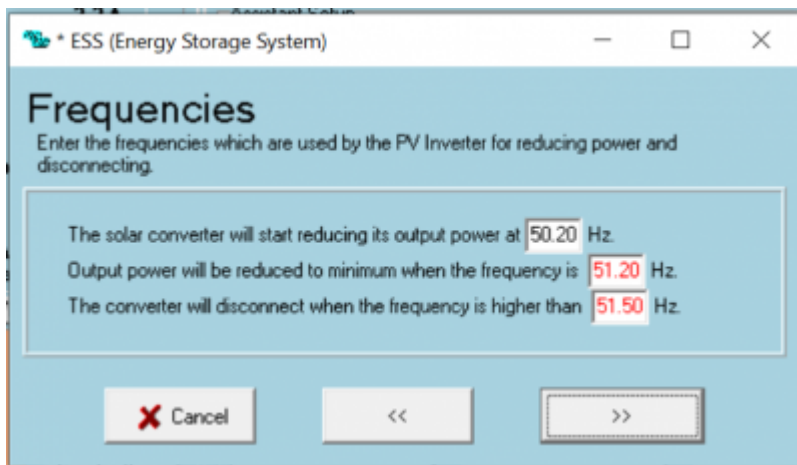 Assistant Setup
* ESS (Energy Storage System)
Frequencies
Enter the frequencies which are used by the PV Inverter for reducing power and
disconnecting.
The solar converter will start reducing its output power at 50.20 Hz.
Output power will be reduced to minimum when the frequency is 51.20 Hz.
The converter will disconnect when the frequency is higher than 51.50 Hz.
Cancel
<<
>>